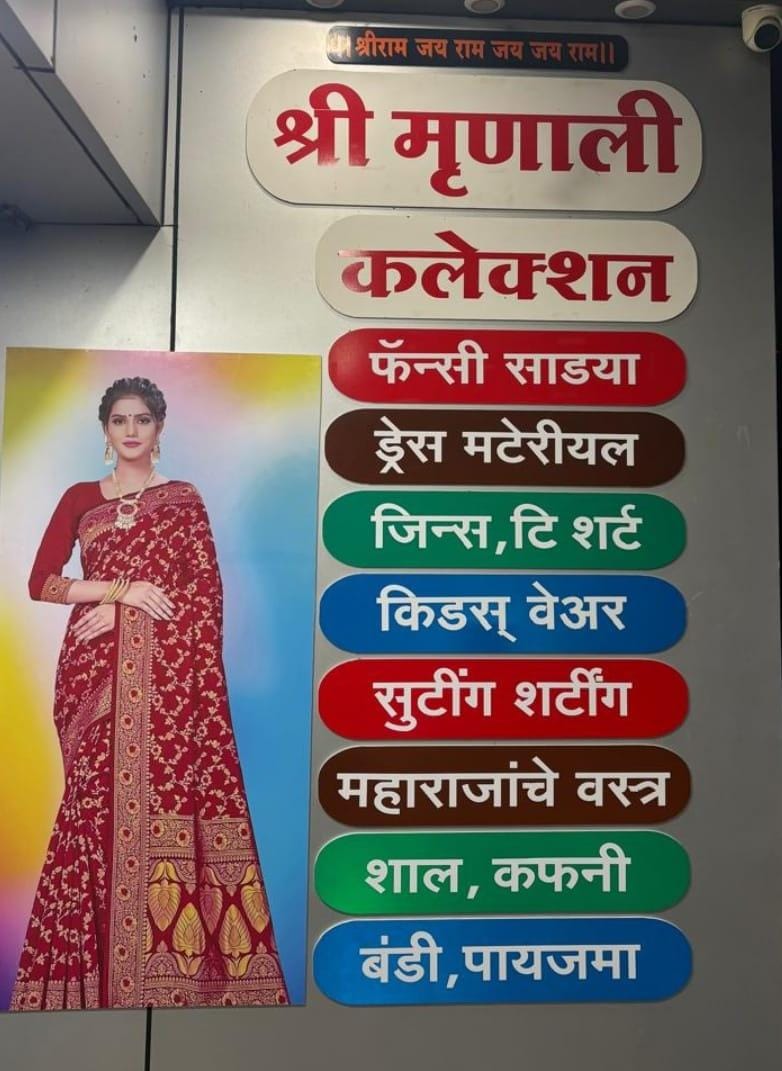 ।। श्रीराम जय राम जय जय राम।।
श्री मृणाली
कलेक्शन
फॅन्सी साडया
ड्रेस मटेरीयल
जिन्स,टि शर्ट
किडस् वेअर
सुटींग शर्टींग
महाराजांचे वस्त्र
शाल, कफनी
बंडी,पायजमा